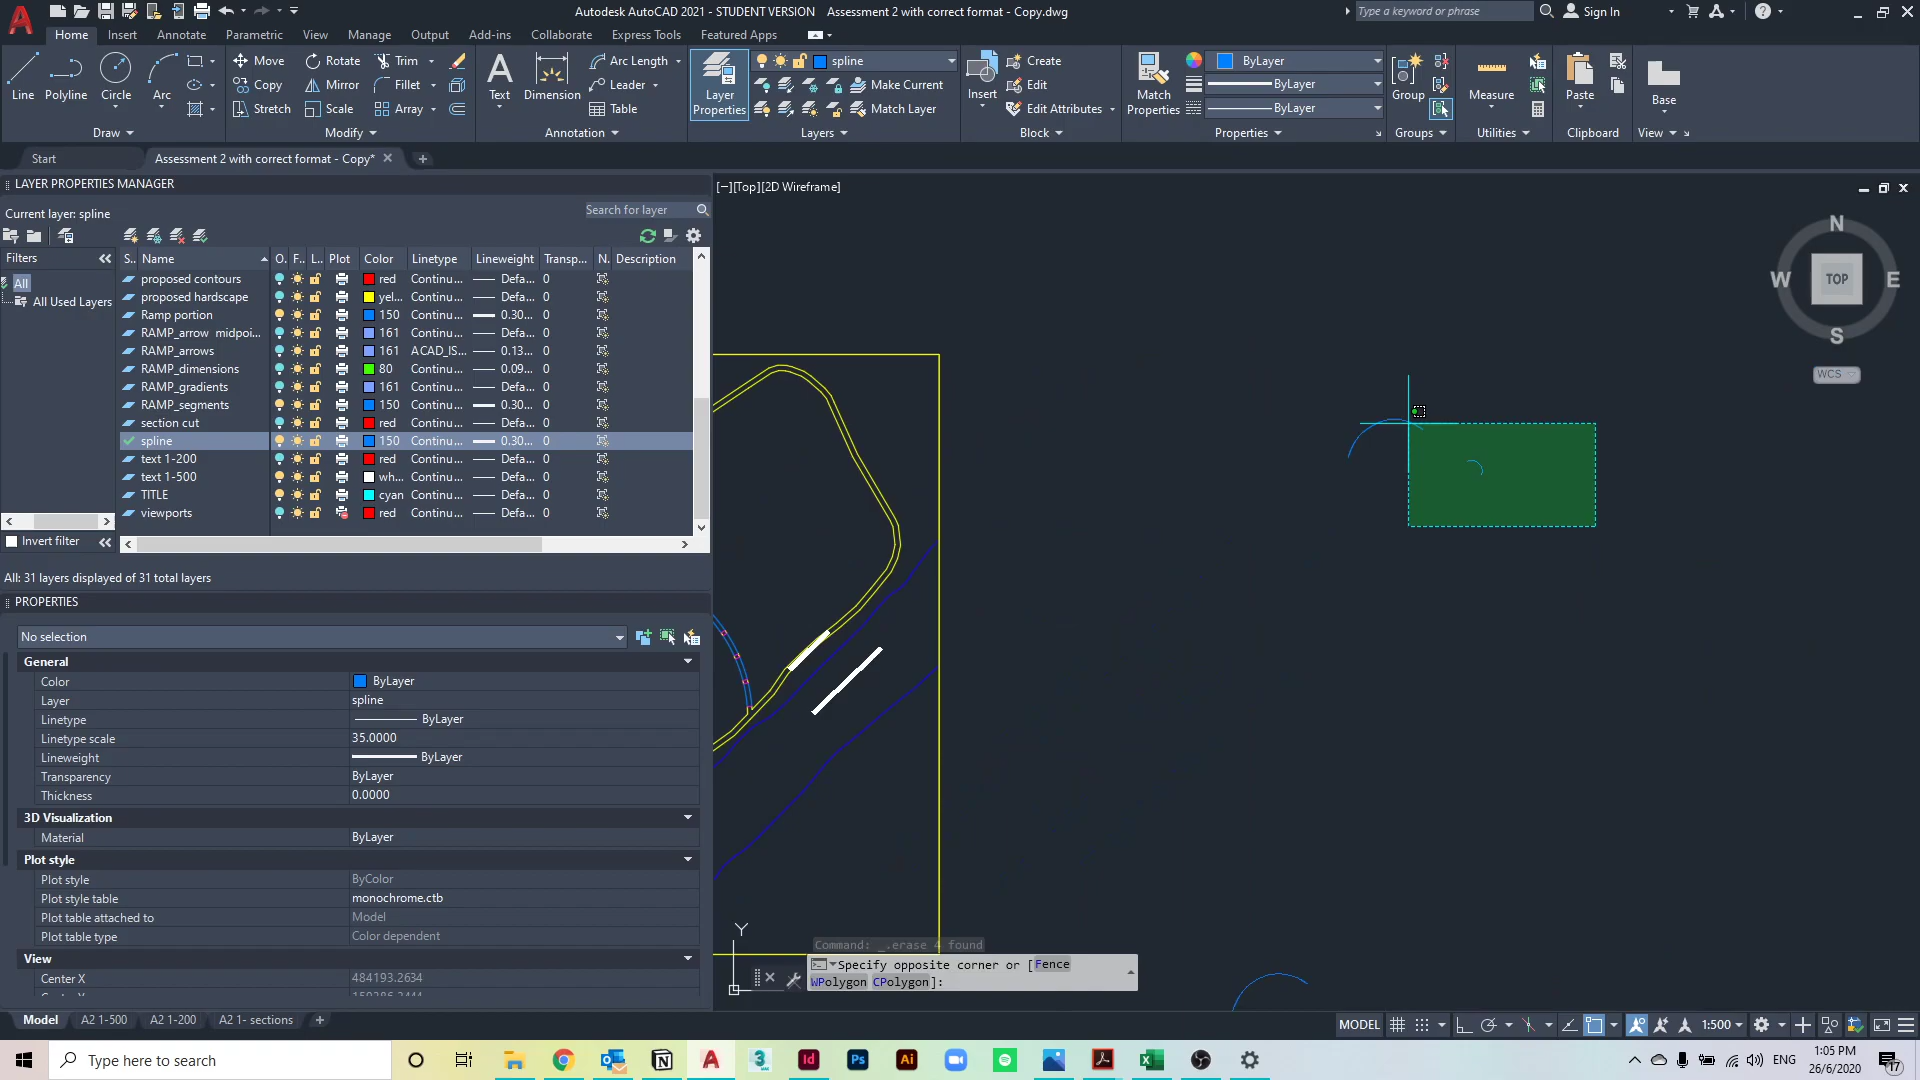 Autodesk AutoCAD 2021 - STUDENT VERSION Assessment 2 with correct format - Copy.dwg
Type a keyword or phrase
Sign In
Home Insert Annotate Parametric View Manage Output Add-ins Collaborate Express Tools Featured Apps
Line Polyline Circle Arc
Move Rotate Trim
Copy Mirror Fillet
Stretch Scale Array
Text Dimension
Arc Length
Leader
Table
Layer Properties
spline
Make Current
Match Layer
Insert
Create
Edit
Edit Attributes
Match Properties
ByLayer
ByLayer
ByLayer
Group
Measure
Paste
Base
Draw Modify Annotation Layers Block Properties Groups Utilities Clipboard View
Start Assessment 2 with correct format - Copy*
LAYER PROPERTIES MANAGER
Current layer: spline
Search for layer
Filters
All
All Used Layers
Invert filter
S.. Name O. F.. L.. Plot Color Linetype Lineweight Transp... N. Description
proposed contours red Continu... Defa... 0
proposed hardscape yel... Continu... Defa... 0
Ramp portion 150 Continu... 0.30... 0
RAMP_arrow midpoi... 161 Continu... Defa... 0
RAMP_arrows 161 ACAD_IS... 0.13... 0
RAMP_dimensions 80 Continu... 0.09... 0
RAMP_gradients 161 Continu... Defa... 0
RAMP_segments 150 Continu... 0.30... 0
section cut red Continu... Defa... 0
spline 150 Continu... 0.30... 0
text 1-200 red Continu... Defa... 0
text 1-500 wh... Continu... Defa... 0
TITLE cyan Continu... Defa... 0
viewports red Continu... Defa... 0
All: 31 layers displayed of 31 total layers
PROPERTIES
No selection
General
Color ByLayer
Layer spline
Linetype ByLayer
Linetype scale 35.0000
Lineweight ByLayer
Transparency ByLayer
Thickness 0.0000
3D Visualization
Material ByLayer
Plot style
Plot style ByColor
Plot style table monochrome.ctb
Plot table attached to Model
Plot table type Color dependent
View
Center X 484193.2634
[−][Top][2D Wireframe]
N
W TOP E
S
WCS
Y
Command: _.erase 4 found
Specify opposite corner or [Fence
WPolygon CPolygon]:
Model A2 1-500 A2 1-200 A2 1- sections
MODEL 1:500
Type here to search
ENG
1:05 PM
26/6/2020
17